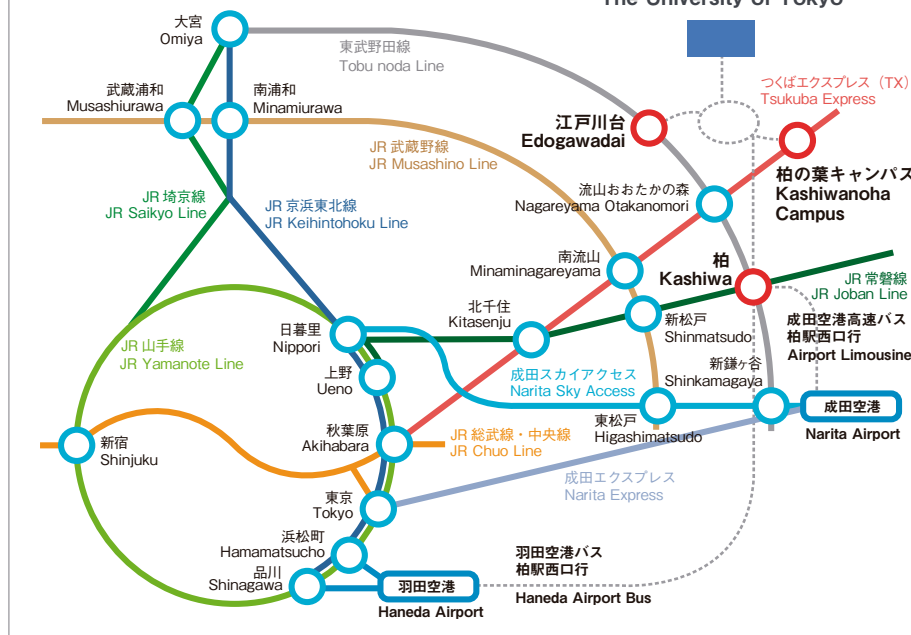 The University of Tokyo
大宮
Omiya
東武野田線
Tobu noda Line
つくばエクスプレス（TX）
Tsukuba Express
武蔵浦和
Musashiurawa
南浦和
Minamiurawa
江戸川台
Edogawadai
JR 武蔵野線
JR Musashino Line
柏の葉キャンパス
Kashiwanoha
Campus
流山おおたかの森
Nagareyama Otakanomori
JR 埼京線
JR Saikyo Line
JR 京浜東北線
JR Keihintohoku Line
南流山
Minaminagareyama
柏
Kashiwa
JR 常磐線
JR Joban Line
北千住
Kitasenju
日暮里
Nippori
新松戸
Shinmatsudo
成田空港高速バス
柏駅西口行
Airport Limousine
JR 山手線
JR Yamanote Line
上野
Ueno
成田スカイアクセス
Narita Sky Access
新鎌ヶ谷
Shinkamagaya
成田空港
Narita Airport
新宿
Shinjuku
秋葉原
Akihabara
JR 総武線・中央線
JR Chuo Line
東松戸
Higashimatsudo
成田エクスプレス
Narita Express
東京
Tokyo
浜松町
Hamamatsucho
品川
Shinagawa
羽田空港
Haneda Airport
羽田空港バス
柏駅西口行
Haneda Airport Bus